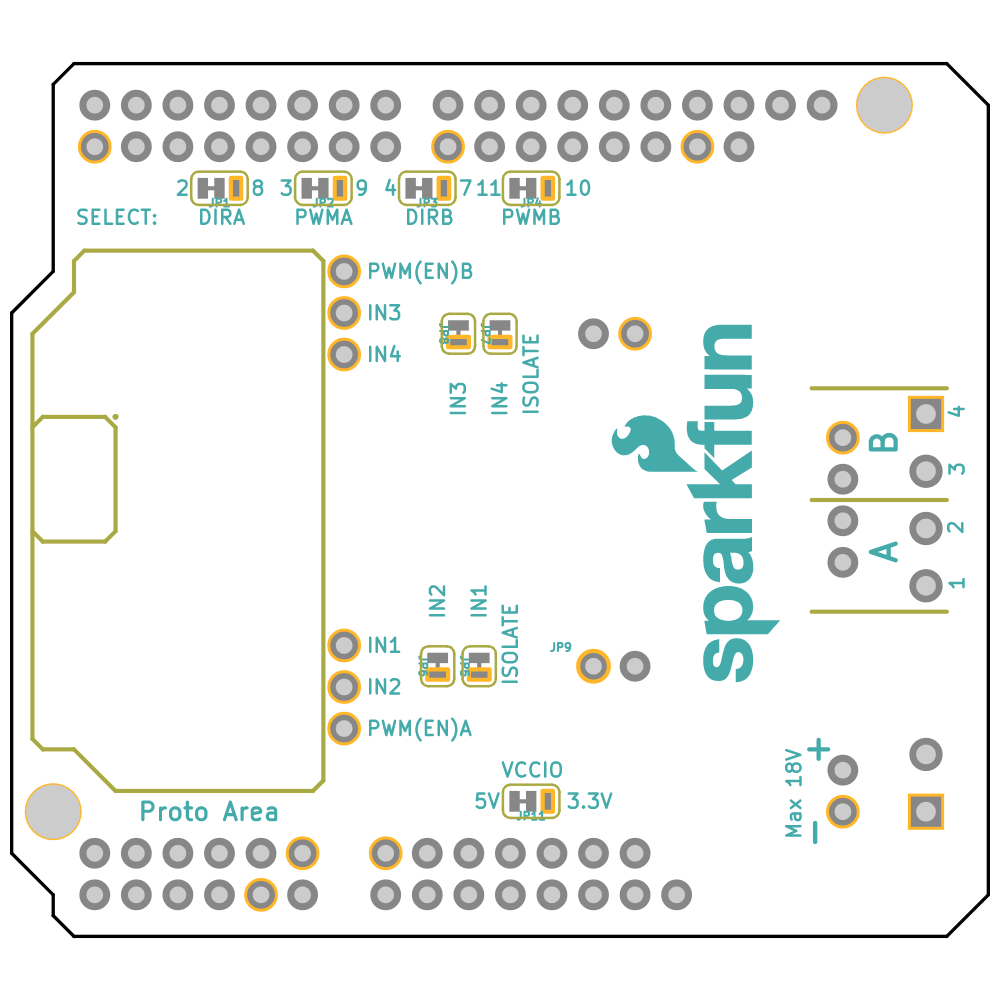 2 8 3 9 4 7 11 10
JP1 JP2 JP3 JP4
SELECT: DIRA PWMA DIRB PWMB
PWM(EN)B
IN3
IN4
JP8 JP7
IN3 IN4 ISOLATE
sparkfun
B
A
4
3
2
1
IN2 IN1 ISOLATE
IN1
IN2
PWM(EN)A
JP9
VCCIO
5V 3.3V
JP11
Max 18V
+
-
Proto Area